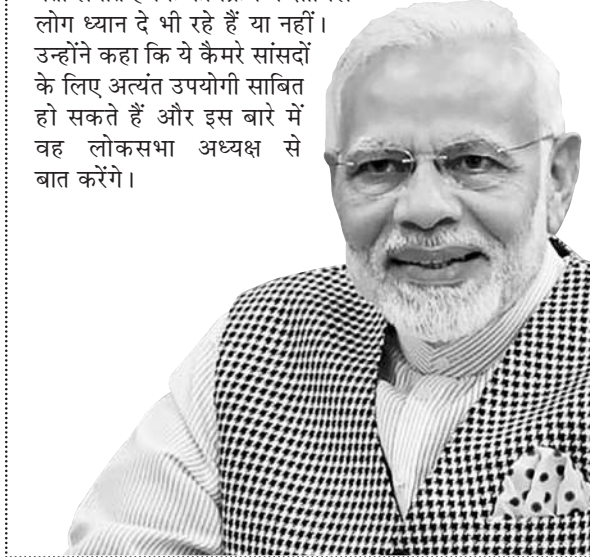 लोग ध्यान दे भी रहे हैं या नहीं।
उन्होंने कहा कि ये कैमरे सांसदों
के लिए अत्यंत उपयोगी साबित
हो सकते हैं और इस बारे में
वह लोकसभा अध्यक्ष से
बात करेंगे।